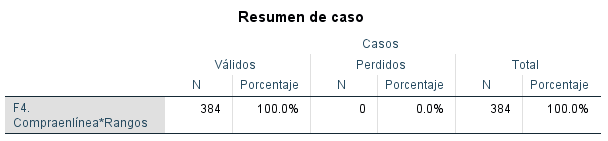 Resumen de caso
Casos
Válidos Perdidos Total
N Porcentaje N Porcentaje N Porcentaje
F4.
Compraenlínea*Rangos 384 100.0% 0 0.0% 384 100.0%